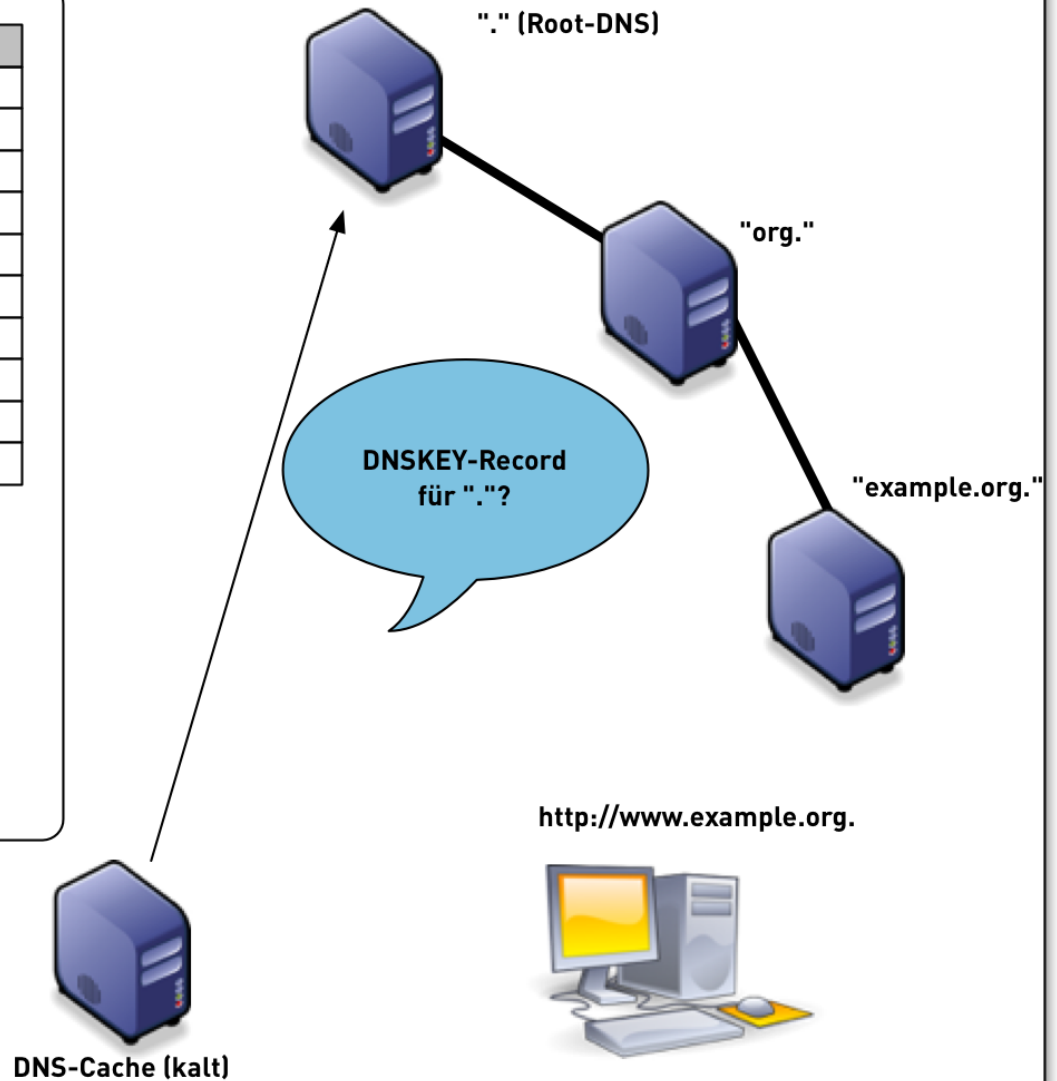 "." (Root-DNS)
"org."
DNSKEY-Record
für "."?
"example.org."
http://www.example.org.
DNS-Cache (kalt)